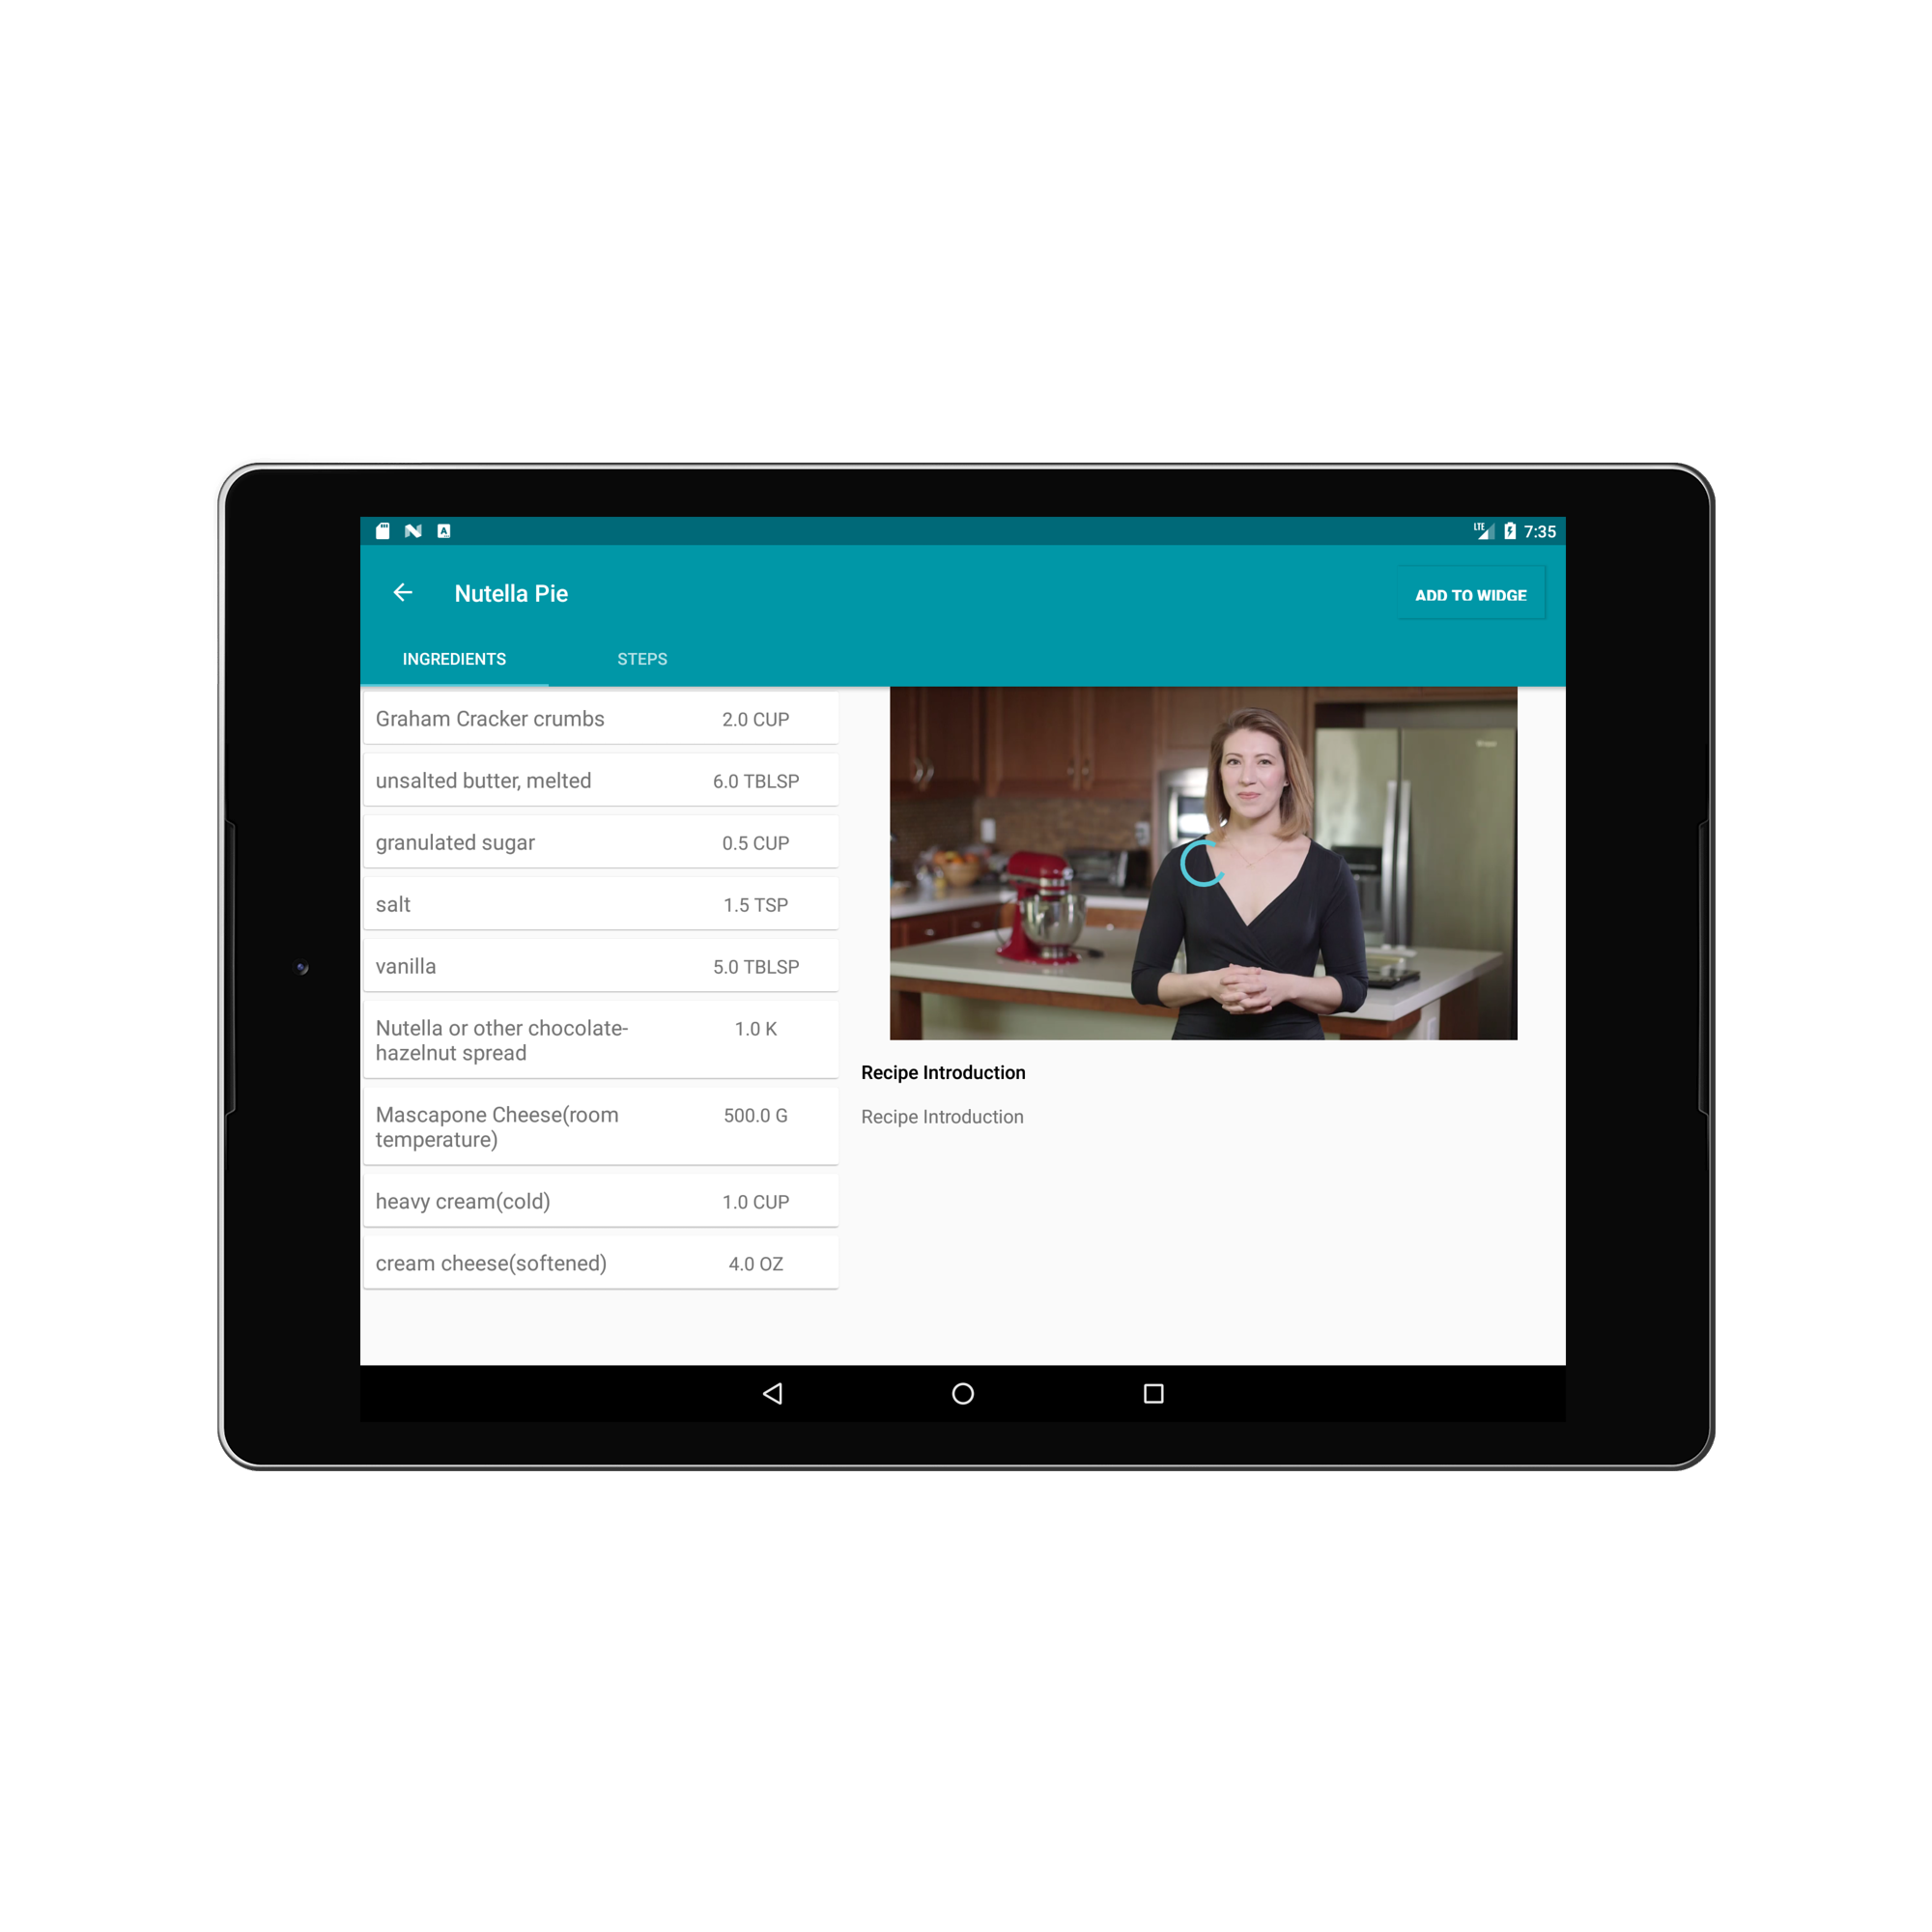 LTE 7:35
Nutella Pie
ADD TO WIDGE
INGREDIENTS STEPS
Graham Cracker crumbs 2.0 CUP
unsalted butter, melted 6.0 TBLSP
granulated sugar 0.5 CUP
salt 1.5 TSP
vanilla 5.0 TBLSP
Nutella or other chocolate- 1.0 K
hazelnut spread
Mascapone Cheese(room 500.0 G
temperature)
heavy cream(cold) 1.0 CUP
cream cheese(softened) 4.0 OZ
Recipe Introduction
Recipe Introduction